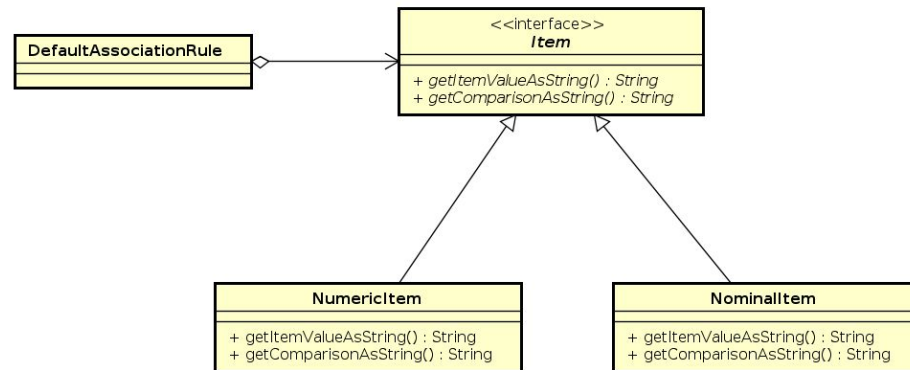 <<interface>>
Item
DefaultAssociationRule
+ getItemValueAsString() : String
+ getComparisonAsString() : String
NumericItem
+ getItemValueAsString() : String
+ getComparisonAsString() : String
NominalItem
+ getItemValueAsString() : String
+ getComparisonAsString() : String